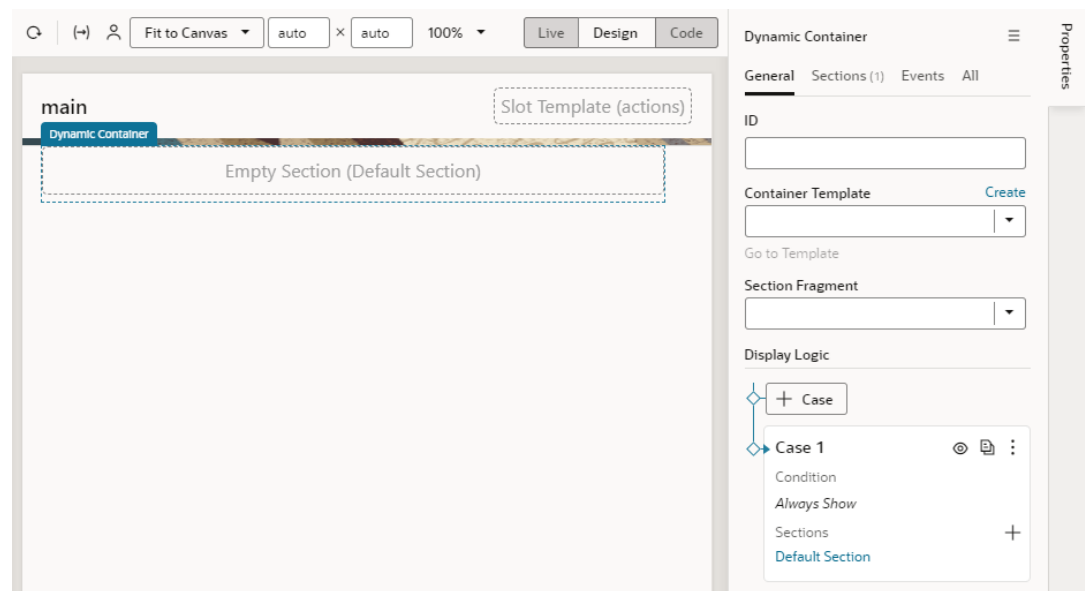 Fit to Canvas auto × auto 100% Live Design Code
main
Slot Template (actions)
Dynamic Container
Empty Section (Default Section)
Dynamic Container
General Sections (1) Events All
ID
Container Template Create
Go to Template
Section Fragment
Display Logic
+ Case
Case 1
Condition
Always Show
Sections
Default Section
Properties